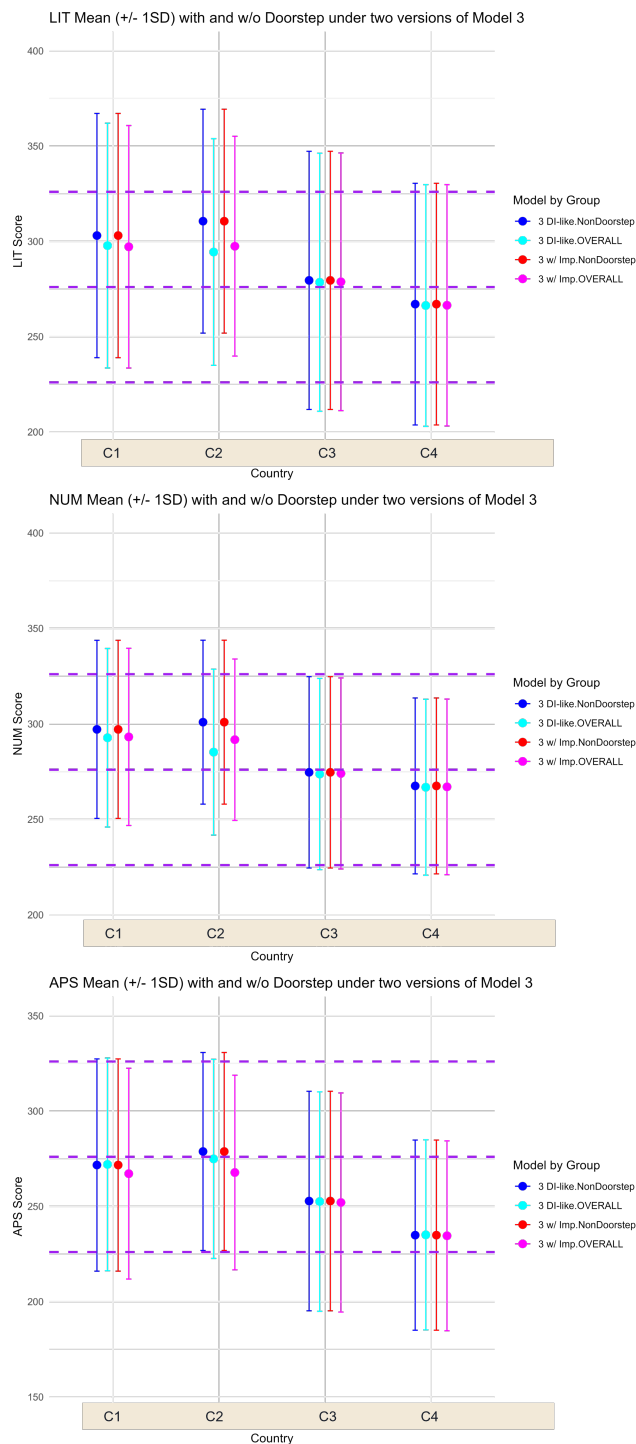 LIT Mean (+/- 1SD) with and w/o Doorstep under two versions of Model 3
400
350
300
250
200
LIT Score
C1 C2 C3 C4
Country
Model by Group
3 DI-like.NonDoorstep
3 DI-like.OVERALL
3 w/ Imp.NonDoorstep
3 w/ Imp.OVERALL
NUM Mean (+/- 1SD) with and w/o Doorstep under two versions of Model 3
400
350
300
250
200
NUM Score
C1 C2 C3 C4
Country
Model by Group
3 DI-like.NonDoorstep
3 DI-like.OVERALL
3 w/ Imp.NonDoorstep
3 w/ Imp.OVERALL
APS Mean (+/- 1SD) with and w/o Doorstep under two versions of Model 3
350
300
250
200
150
APS Score
C1 C2 C3 C4
Country
Model by Group
3 DI-like.NonDoorstep
3 DI-like.OVERALL
3 w/ Imp.NonDoorstep
3 w/ Imp.OVERALL